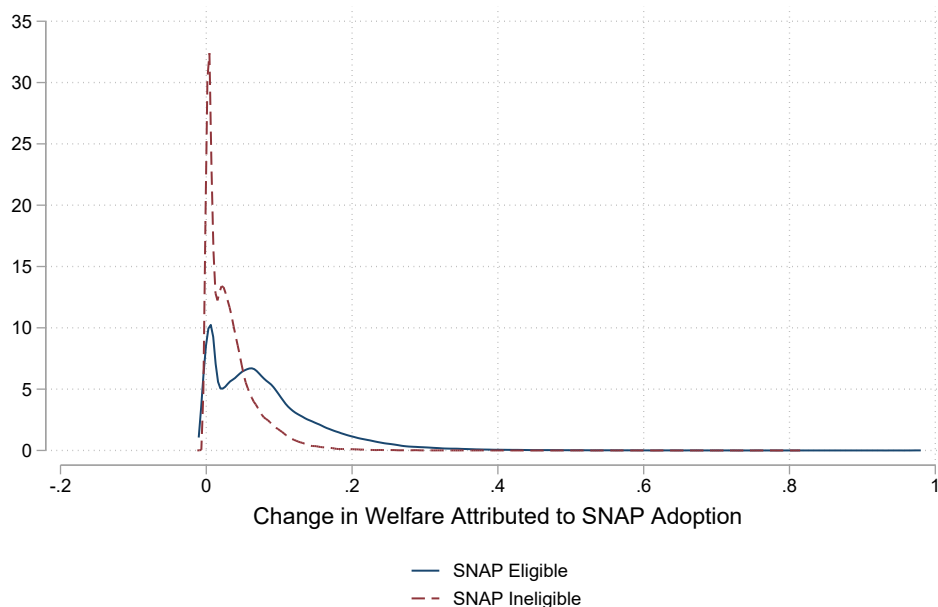 35
30
25
20
15
10
5
0
-.2 0 .2 .4 .6 .8 1
Change in Welfare Attributed to SNAP Adoption
SNAP Eligible
SNAP Ineligible